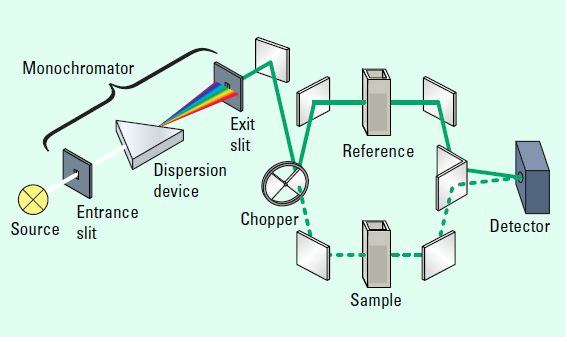 Monochromator
Exit
slit
Reference
Dispersion
device
Source
Entrance
slit
Chopper
Detector
Sample